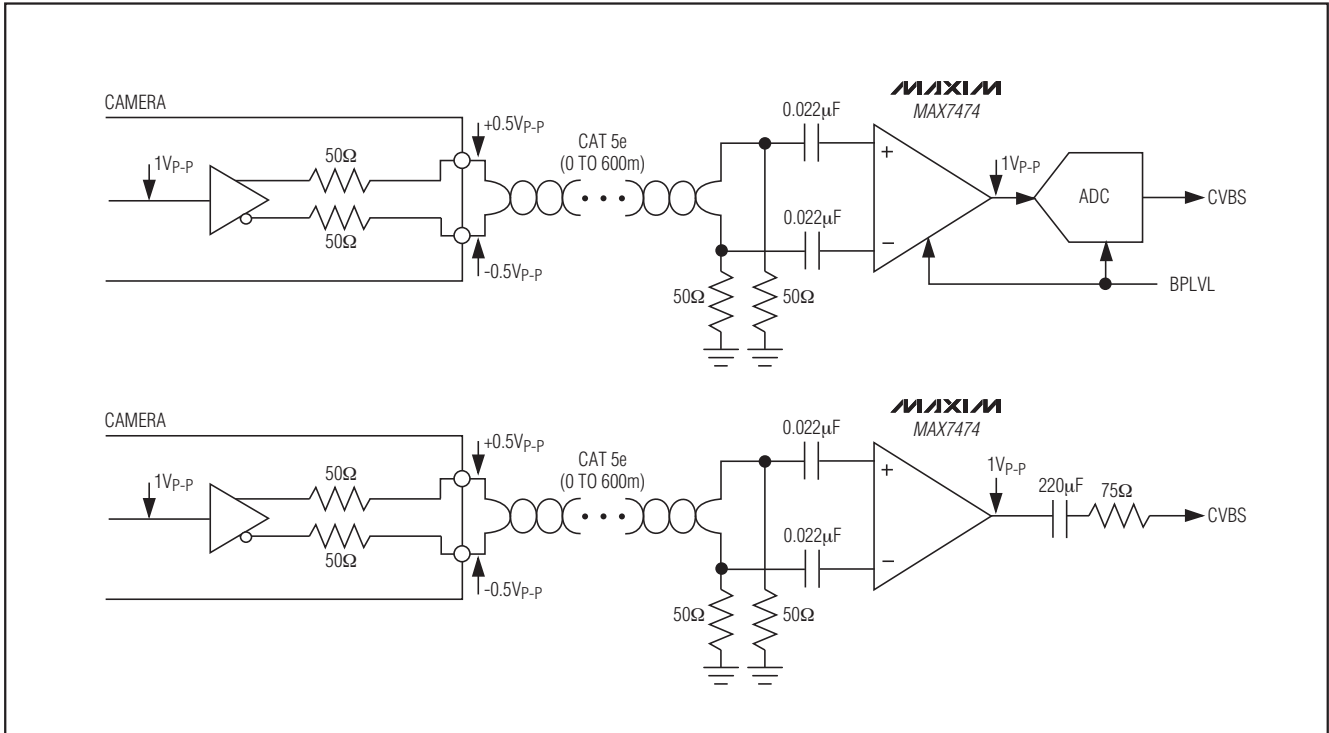 CAMERA
1VP-P
50Ω
50Ω
+0.5VP-P
-0.5VP-P
CAT 5e
(0 TO 600m)
0.022μF
0.022μF
50Ω
50Ω
MAXIM
MAX7474
+
−
1VP-P
ADC
CVBS
BPLVL
CAMERA
1VP-P
50Ω
50Ω
+0.5VP-P
-0.5VP-P
CAT 5e
(0 TO 600m)
0.022μF
0.022μF
50Ω
50Ω
MAXIM
MAX7474
+
−
1VP-P
220μF
75Ω
CVBS